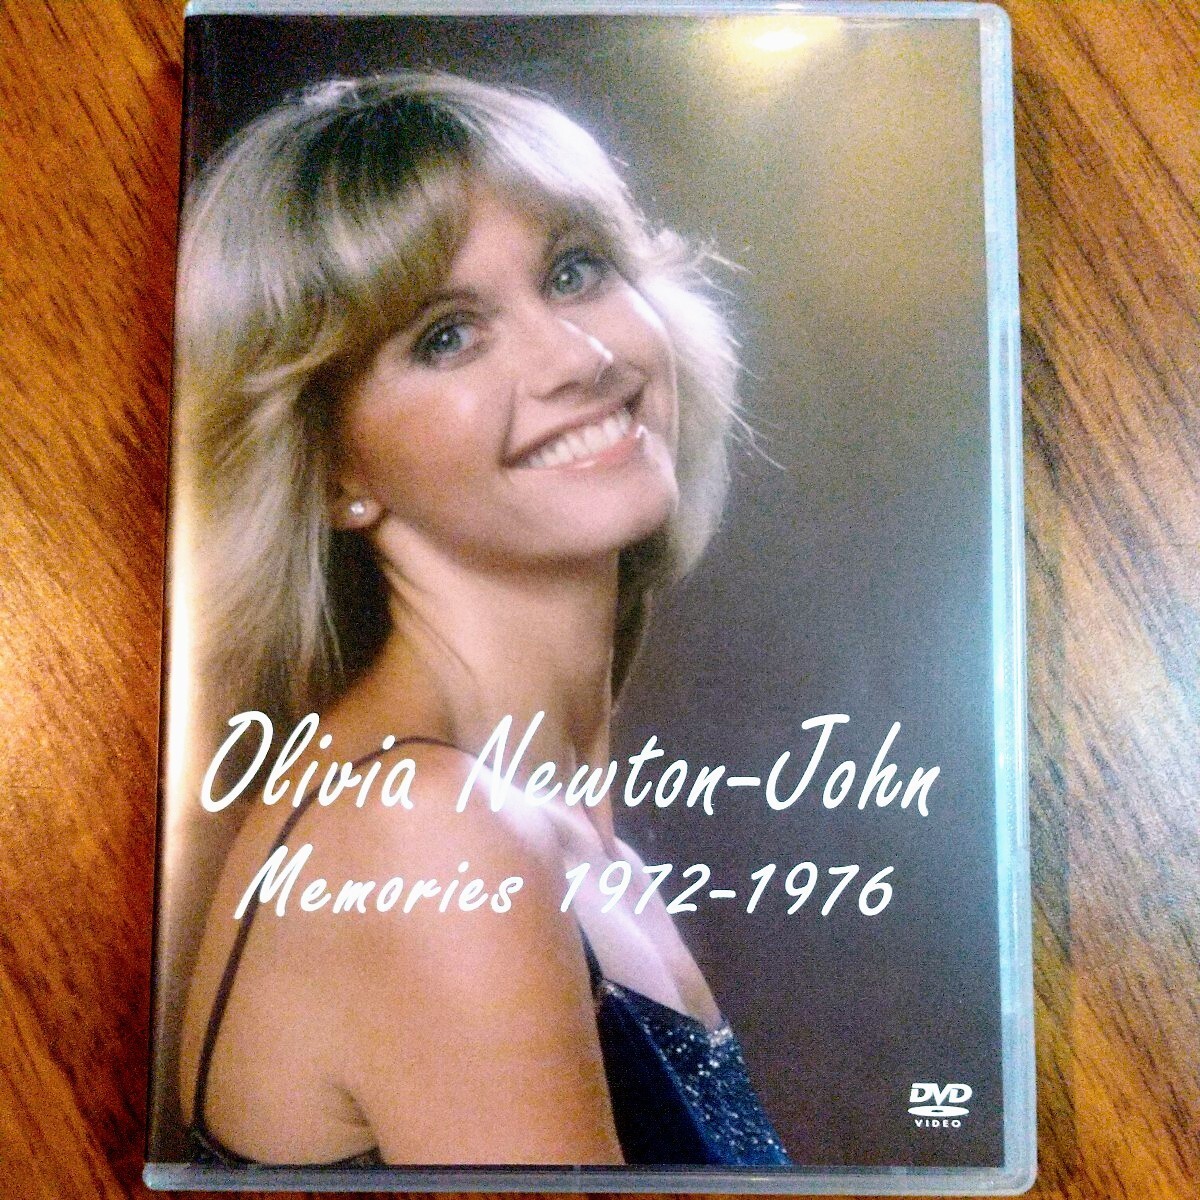 Olivia Newton-John
Memories 1972-1976
DVD
VIDEO